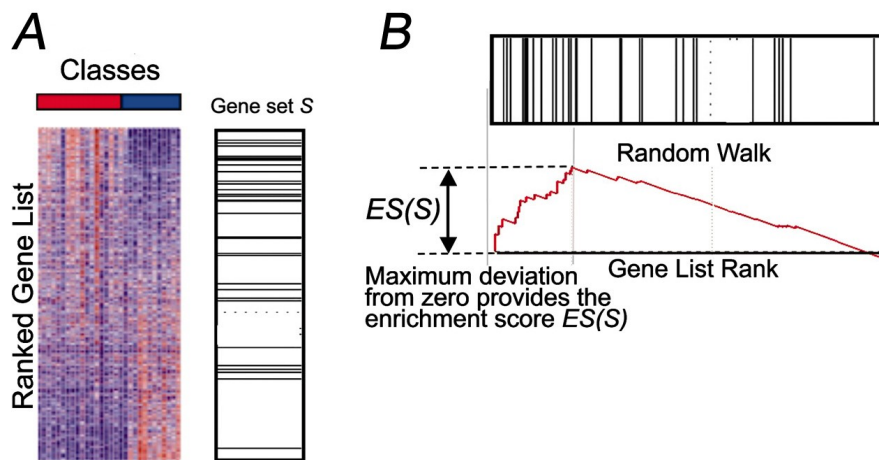 A
B
Classes
Gene set S
Ranked Gene List
Random Walk
ES(S)
Gene List Rank
Maximum deviation
from zero provides the
enrichment score ES(S)